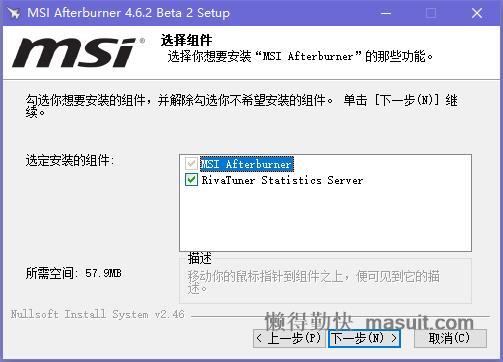 MSI Afterburner 4.6.2 Beta 2 Setup
msi
选择组件
选择你想要安装“MSI Afterburner”的那些功能。
勾选你想要安装的组件，并解除勾选你不希望安装的组件。 单击 [下一步(N)] 继
续。
选定安装的组件:
MSI Afterburner
RivaTuner Statistics Server
描述
移动你的鼠标指针到组件之上，便可见到它的描
述。
所需空间: 57.9MB
Nullsoft Install System v2.46
懒得勤快 masuit.com
< 上一步(P)
下一步(N) >
取消(C)